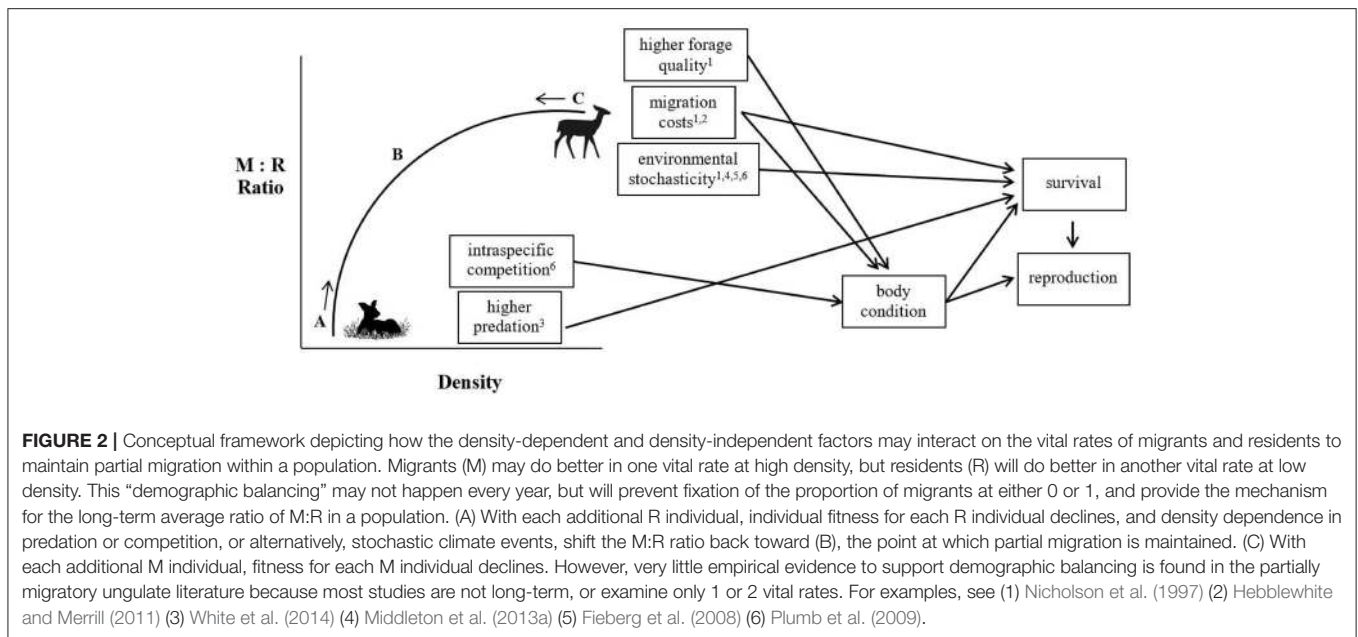 higher forage
quality1
migration
costs1,2
environmental
stochasticity1,4,5,6
C
B
M : R
Ratio
A
intraspecific
competition6
higher
predation3
survival
reproduction
body
condition
Density
FIGURE 2 | Conceptual framework depicting how the density-dependent and density-independent factors may interact on the vital rates of migrants and residents to
maintain partial migration within a population. Migrants (M) may do better in one vital rate at high density, but residents (R) will do better in another vital rate at low
density. This “demographic balancing” may not happen every year, but will prevent fixation of the proportion of migrants at either 0 or 1, and provide the mechanism
for the long-term average ratio of M:R in a population. (A) With each additional R individual, individual fitness for each R individual declines, and density dependence in
predation or competition, or alternatively, stochastic climate events, shift the M:R ratio back toward (B), the point at which partial migration is maintained. (C) With
each additional M individual, fitness for each M individual declines. However, very little empirical evidence to support demographic balancing is found in the partially
migratory ungulate literature because most studies are not long-term, or examine only 1 or 2 vital rates. For examples, see (1) Nicholson et al. (1997) (2) Hebblewhite
and Merrill (2011) (3) White et al. (2014) (4) Middleton et al. (2013a) (5) Fieberg et al. (2008) (6) Plumb et al. (2009).